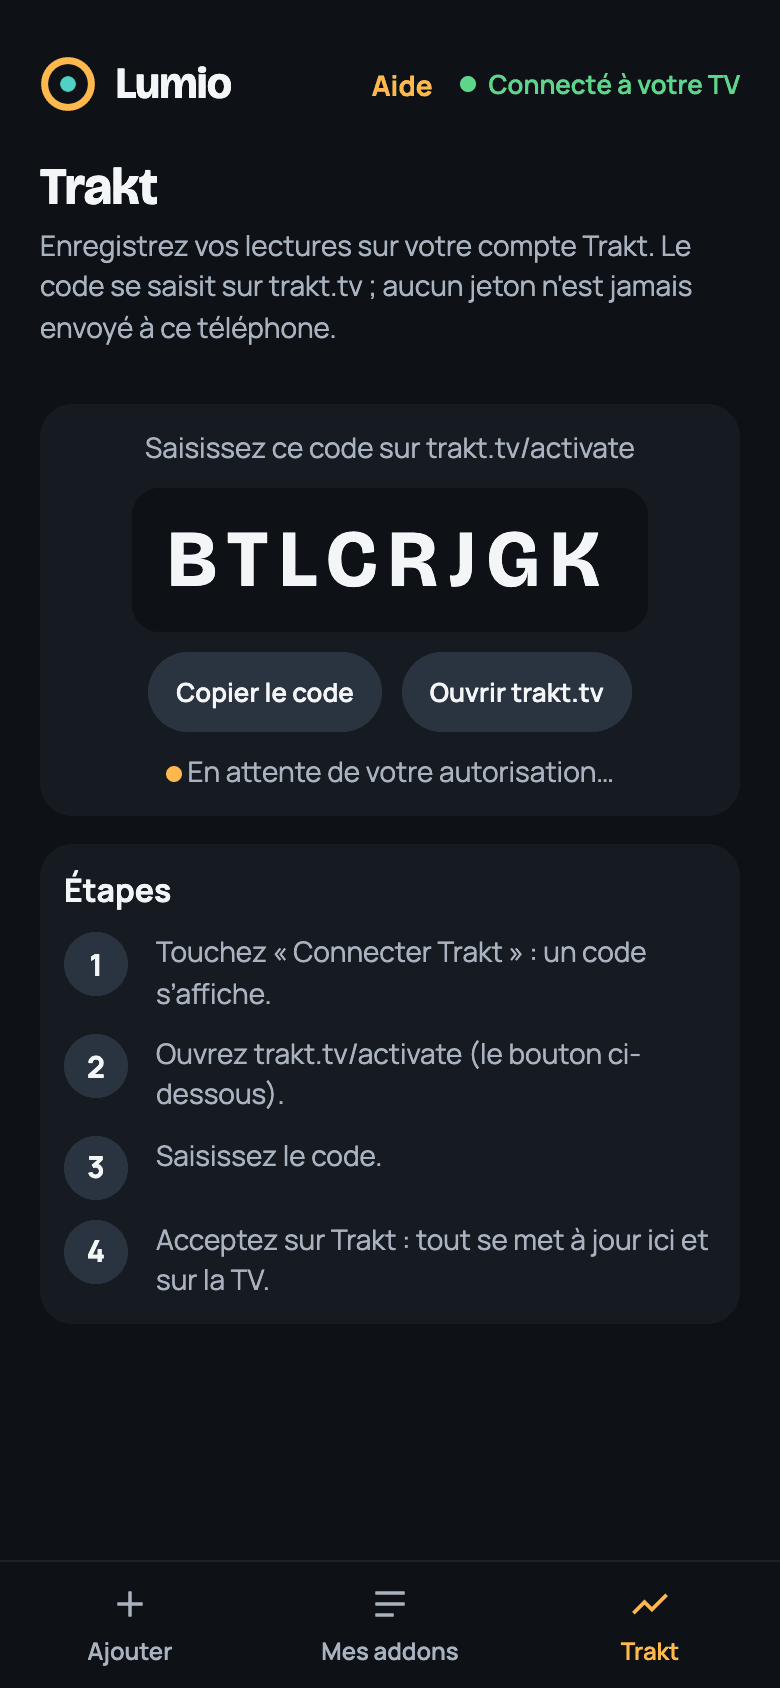 Lumio
Aide
Connecté à votre TV
Trakt
Enregistrez vos lectures sur votre compte Trakt. Le
code se saisit sur trakt.tv ; aucun jeton n'est jamais
envoyé à ce téléphone.
Saisissez ce code sur trakt.tv/activate
BTLCRJGK
Copier le code
Ouvrir trakt.tv
En attente de votre autorisation…
Étapes
1
Touchez « Connecter Trakt » : un code
s’affiche.
2
Ouvrez trakt.tv/activate (le bouton ci-
dessous).
3
Saisissez le code.
4
Acceptez sur Trakt : tout se met à jour ici et
sur la TV.
Ajouter
Mes addons
Trakt